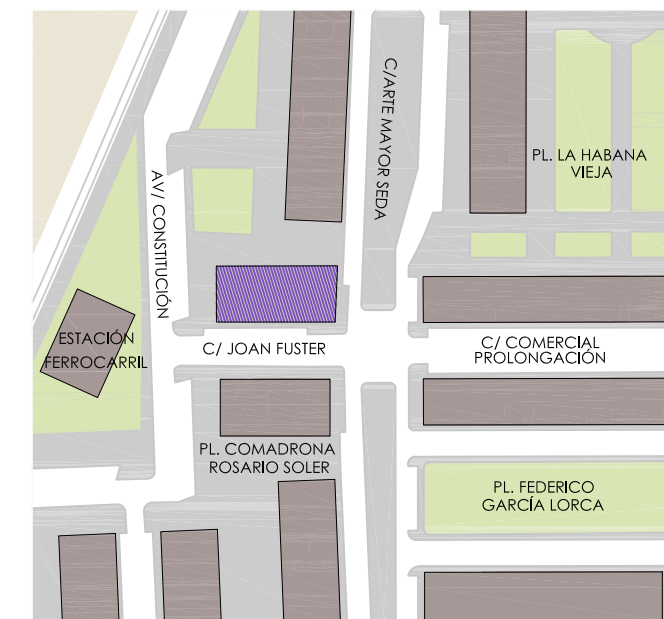 C/ARTE MAYOR SEDA
PL. LA HABANA
VIEJA
AV/ CONSTITUCIÓN
ESTACIÓN
FERROCARRIL
C/ JOAN FUSTER
C/ COMERCIAL
PROLONGACIÓN
PL. COMADRONA
ROSARIO SOLER
PL. FEDERICO
GARCÍA LORCA